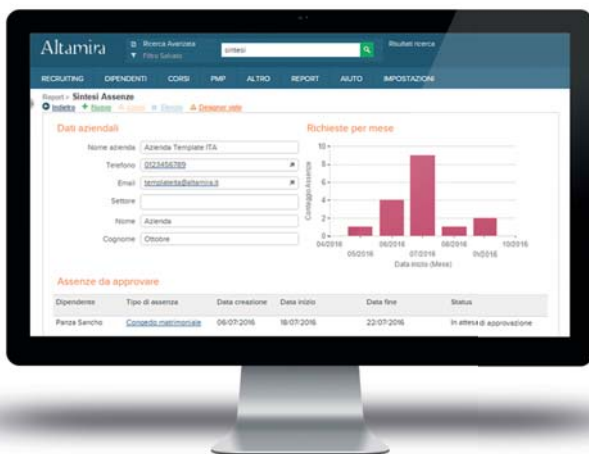 Altamira
Ricerca Avanzata
Filtro Salvato
sintesi
Risultati ricerca
RECRUITING DIPENDENTI CORSI PMP ALTRO REPORT AIUTO IMPOSTAZIONI
Report > Sintesi Assenze
Indietro Nuovo Elimina Designer viste
Dati aziendali
Nome azienda Azienda Template ITA
Telefono 0123456789
Email templateita@altamira.it
Settore
Nome Azienda
Cognome Ottobre
Richieste per mese
Conteggio Assenze
10
8
6
4
2
0
04/2016 06/2016 08/2016 10/2016
05/2016 07/2016 09/2016
Data inizio (Mese)
Assenze da approvare
Dipendente Tipo di assenza Data creazione Data inizio Data fine Status
Panza Sancho Congedo matrimoniale 06/07/2016 18/07/2016 22/07/2016 In attesa di approvazione